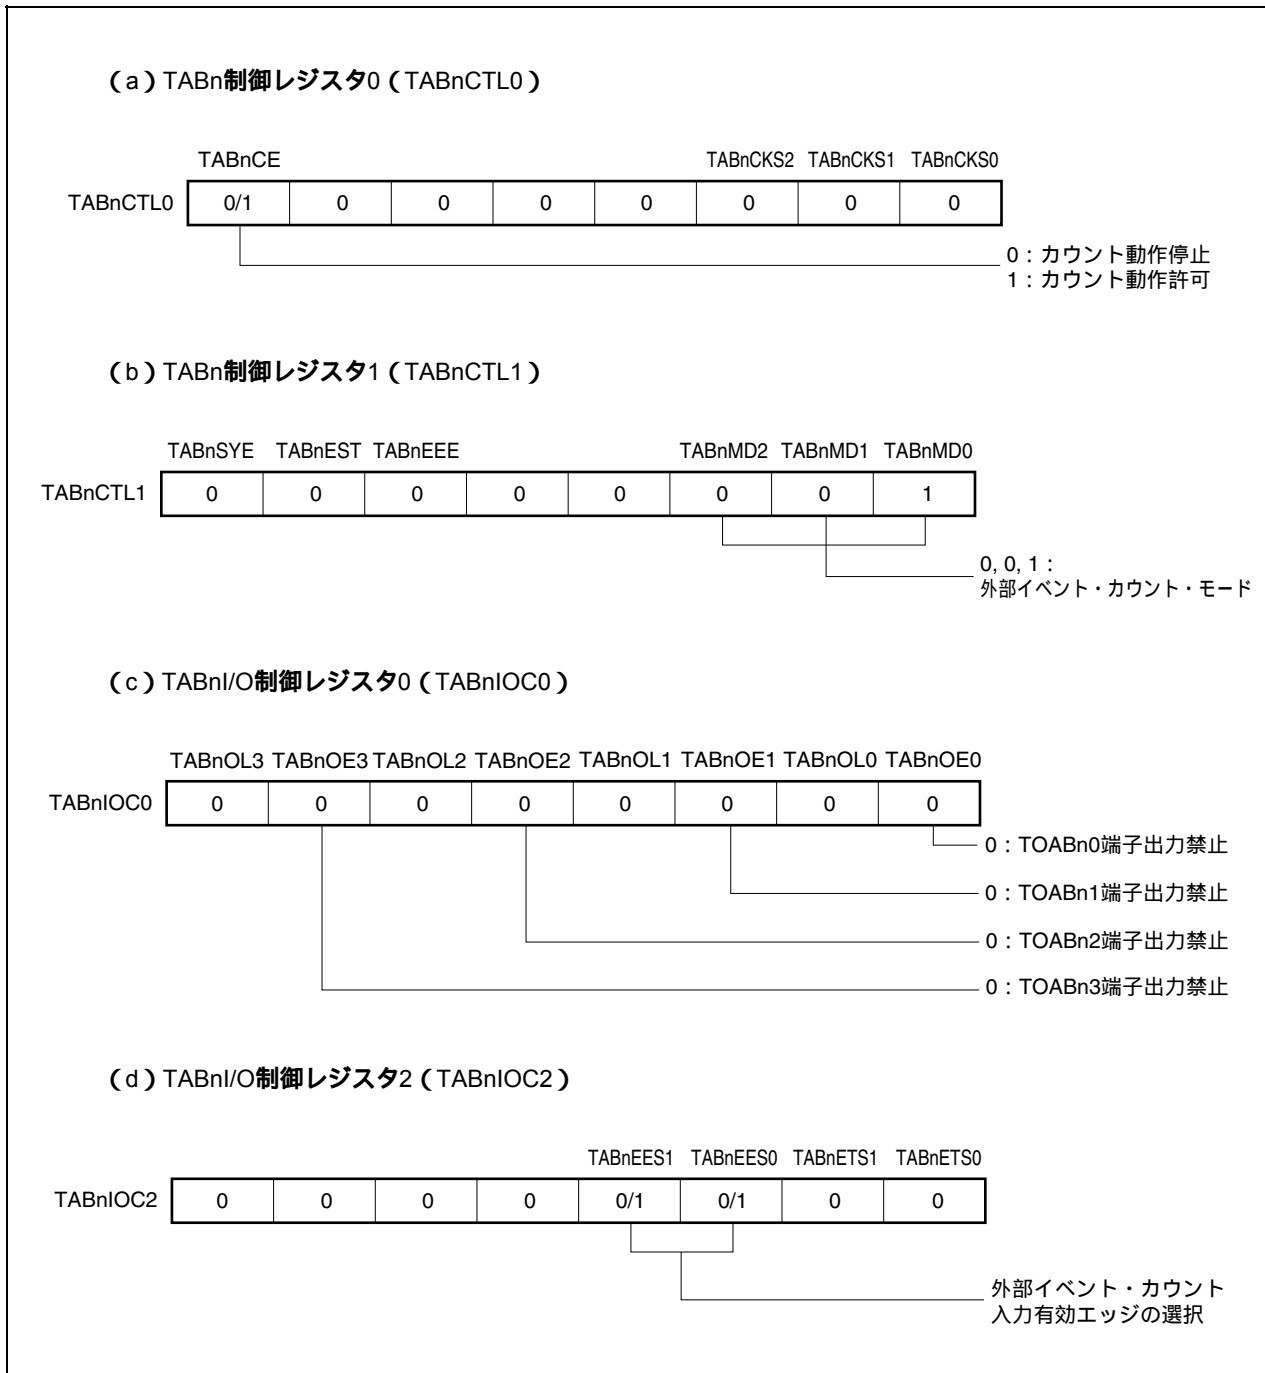 （a）TABn制御レジスタ0（TABnCTL0）
TABnCE TABnCKS2 TABnCKS1 TABnCKS0
TABnCTL0 0/1 0 0 0 0 0 0 0
0：カウント動作停止
1：カウント動作許可
（b）TABn制御レジスタ1（TABnCTL1）
TABnSYE TABnEST TABnEEE TABnMD2 TABnMD1 TABnMD0
TABnCTL1 0 0 0 0 0 0 0 1
0, 0, 1：
外部イベント・カウント・モード
（c）TABnI/O制御レジスタ0（TABnIOC0）
TABnOL3 TABnOE3 TABnOL2 TABnOE2 TABnOL1 TABnOE1 TABnOL0 TABnOE0
TABnIOC0 0 0 0 0 0 0 0 0
0：TOABn0端子出力禁止
0：TOABn1端子出力禁止
0：TOABn2端子出力禁止
0：TOABn3端子出力禁止
（d）TABnI/O制御レジスタ2（TABnIOC2）
TABnEES1 TABnEES0 TABnETS1 TABnETS0
TABnIOC2 0 0 0 0 0/1 0/1 0 0
外部イベント・カウント
入力有効エッジの選択